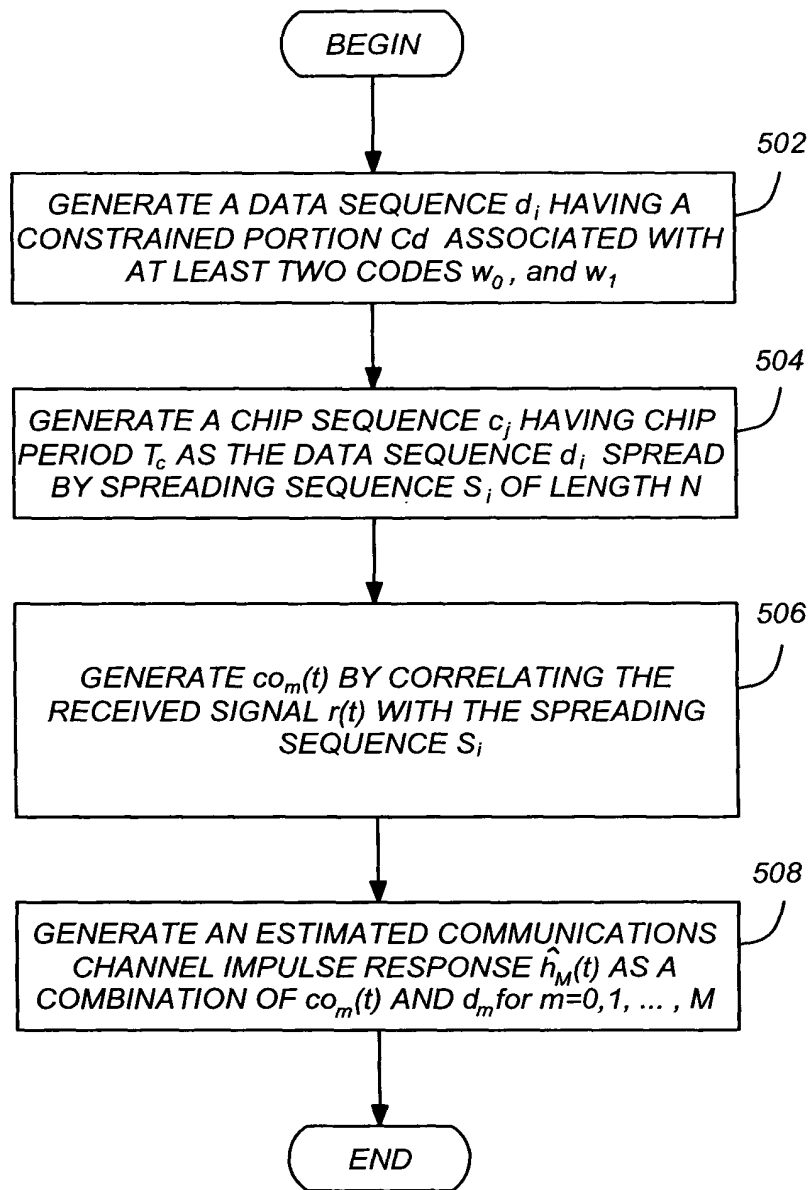 BEGIN
502
GENERATE A DATA SEQUENCE dᵢ HAVING A
CONSTRAINED PORTION Cd ASSOCIATED WITH
AT LEAST TWO CODES w₀, and w₁
504
GENERATE A CHIP SEQUENCE cⱼ HAVING CHIP
PERIOD T_c AS THE DATA SEQUENCE dᵢ SPREAD
BY SPREADING SEQUENCE Sᵢ OF LENGTH N
506
GENERATE coₘ(t) BY CORRELATING THE
RECEIVED SIGNAL r(t) WITH THE SPREADING
SEQUENCE Sᵢ
508
GENERATE AN ESTIMATED COMMUNICATIONS
CHANNEL IMPULSE RESPONSE ĥ_M(t) AS A
COMBINATION OF coₘ(t) AND dₘ for m=0,1, ... , M
END